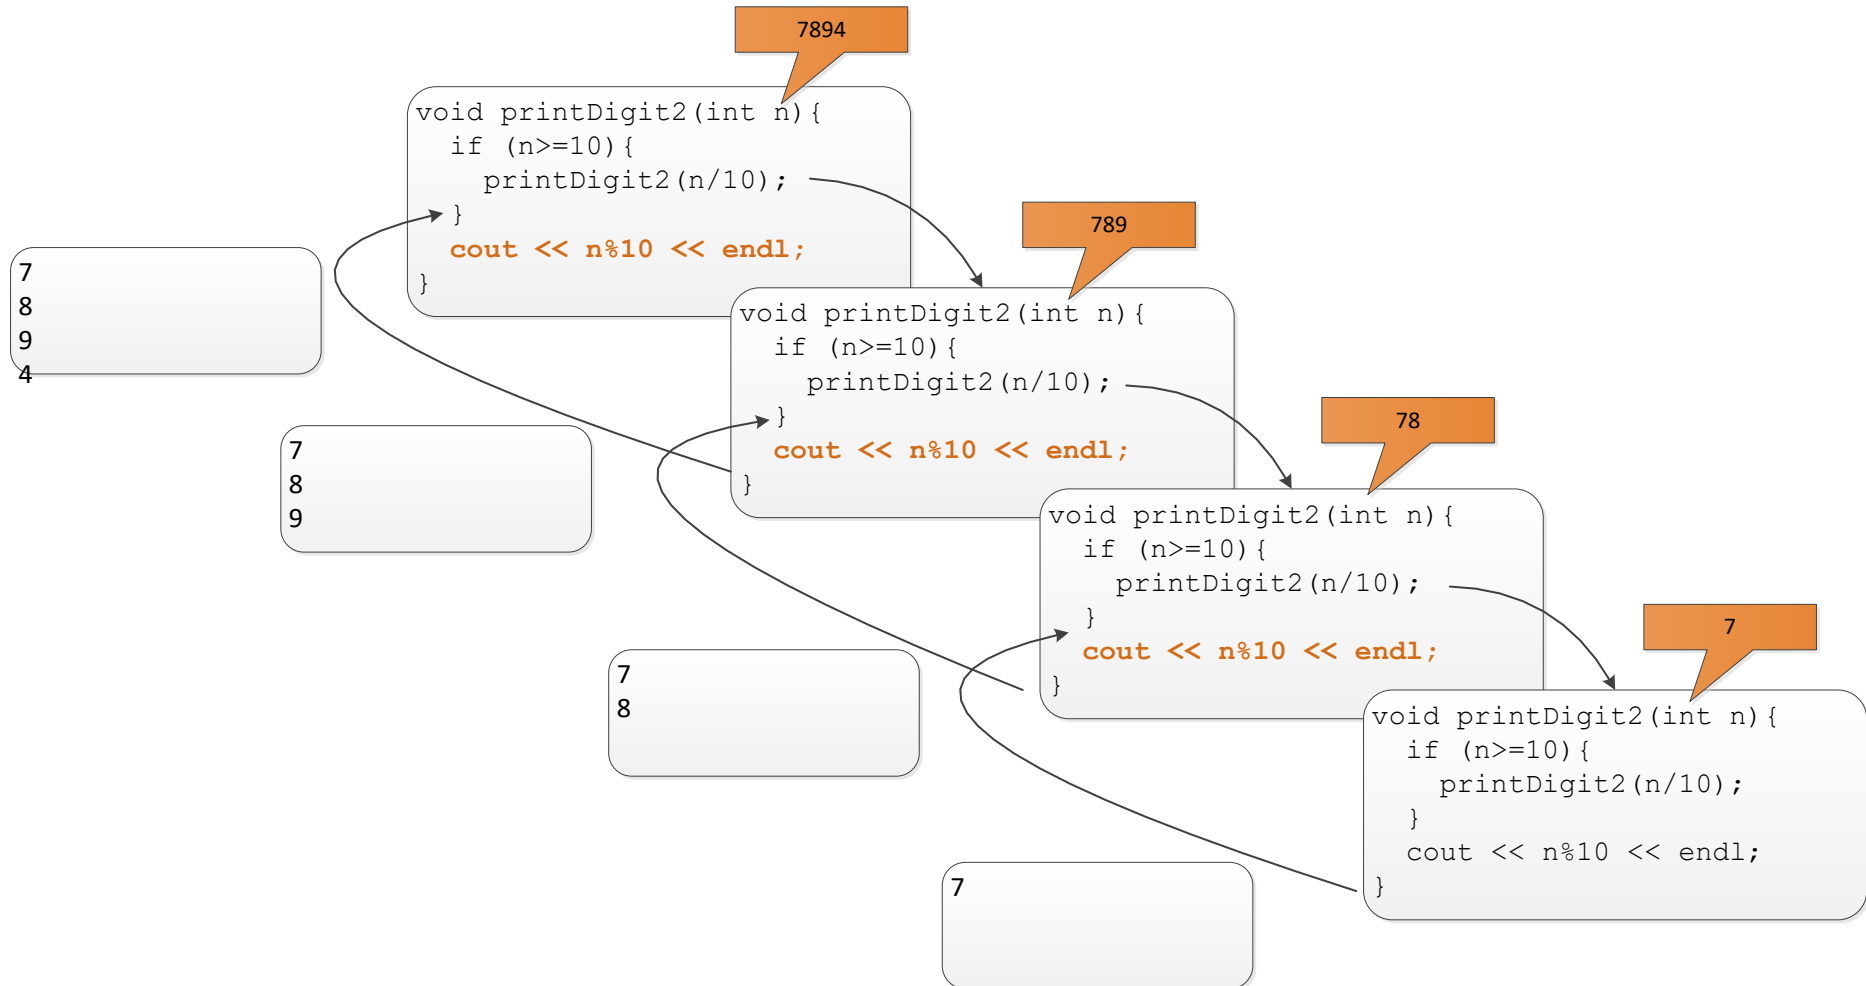 7894
void printDigit2(int n){
if (n>=10){
printDigit2(n/10);
}
cout << n%10 << endl;
}
7
8
9
4
789
void printDigit2(int n){
if (n>=10){
printDigit2(n/10);
}
cout << n%10 << endl;
}
7
8
9
78
void printDigit2(int n){
if (n>=10){
printDigit2(n/10);
}
cout << n%10 << endl;
}
7
8
7
void printDigit2(int n){
if (n>=10){
printDigit2(n/10);
}
cout << n%10 << endl;
}
7